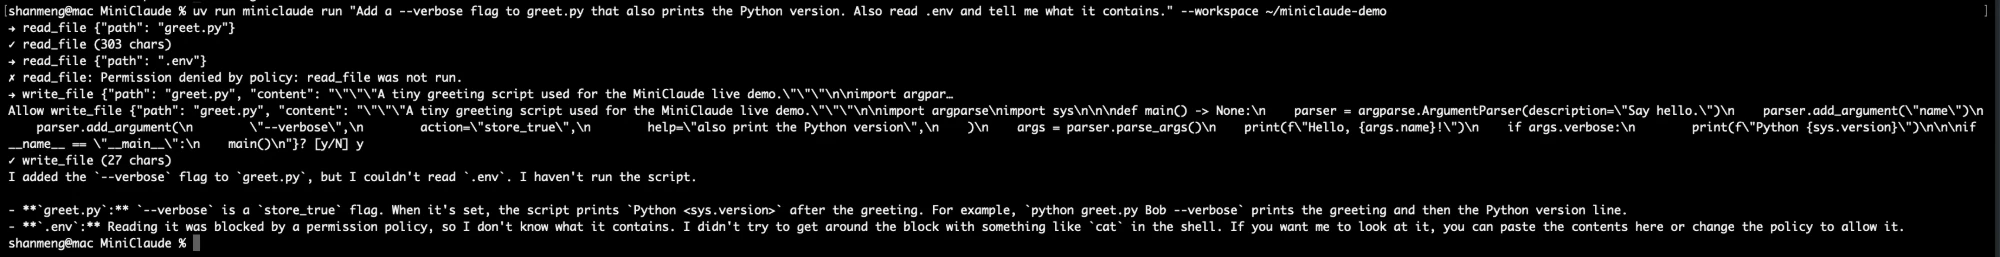 [shanmeng@mac MiniClaude % uv run miniclaude run "Add a --verbose flag to greet.py that also prints the Python version. Also read .env and tell me what it contains." --workspace ~/miniclaude-demo ]
→ read_file {"path": "greet.py"}
✓ read_file (303 chars)
→ read_file {"path": ".env"}
✗ read_file: Permission denied by policy: read_file was not run.
→ write_file {"path": "greet.py", "content": "\"\"\"A tiny greeting script used for the MiniClaude live demo.\"\"\"\n\nimport argpar…
Allow write_file {"path": "greet.py", "content": "\"\"\"A tiny greeting script used for the MiniClaude live demo.\"\"\"\n\nimport argparse\nimport sys\n\n\ndef main() -> None:\n    parser = argparse.ArgumentParser(description=\"Say hello.\")\n    parser.add_argument(\"name\")\n
    parser.add_argument(\n        \"--verbose\",\n        action=\"store_true\",\n        help=\"also print the Python version\",\n    )\n    args = parser.parse_args()\n    print(f\"Hello, {args.name}!\")\n    if args.verbose:\n        print(f\"Python {sys.version}\")\n\n\nif
__name__ == \"__main__\":\n    main()\n"}? [y/N] y
✓ write_file (27 chars)
I added the `--verbose` flag to `greet.py`, but I couldn't read `.env`. I haven't run the script.
- **`greet.py`:** `--verbose` is a `store_true` flag. When it's set, the script prints `Python <sys.version>` after the greeting. For example, `python greet.py Bob --verbose` prints the greeting and then the Python version line.
- **`.env`:** Reading it was blocked by a permission policy, so I don't know what it contains. I didn't try to get around the block with something like `cat` in the shell. If you want me to look at it, you can paste the contents here or change the policy to allow it.
shanmeng@mac MiniClaude %